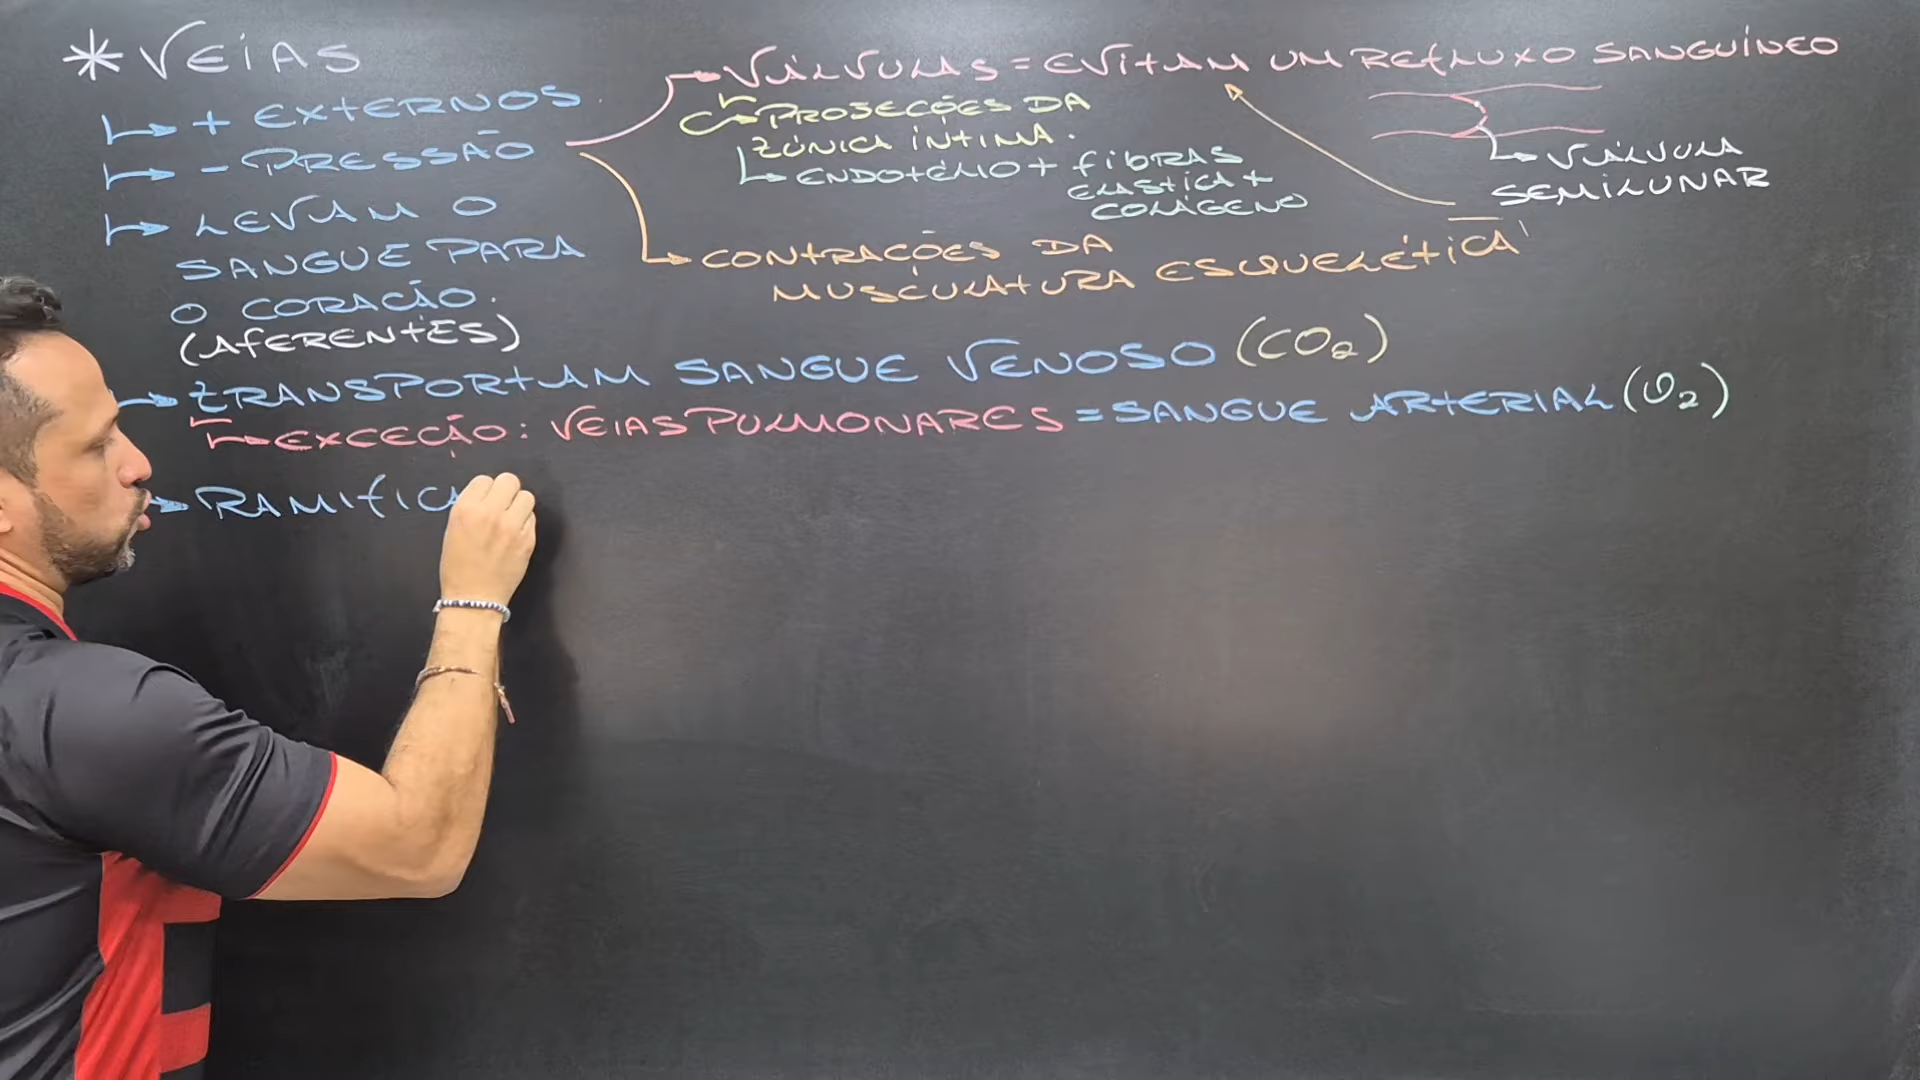 * VEIAS
+ EXTERNOS.
- PRESSÃO
LEVAM O
SANGUE PARA
O CORAÇÃO.
(AFERENTES)
VÁLVULAS = EVITAM UM REFLUXO SANGUÍNEO
PROJEÇÕES DA
TÚNICA ÍNTIMA.
ENDOTÉLIO + FIBRAS
ELÁSTICA +
COLÁGENO
VÁLVULA
SEMILUNAR
CONTRAÇÕES DA
MUSCULATURA ESQUELÉTICA
TRANSPORTAM SANGUE VENOSO (CO₂)
EXCEÇÃO: VEIAS PULMONARES = SANGUE ARTERIAL (O₂)
RAMIFICA